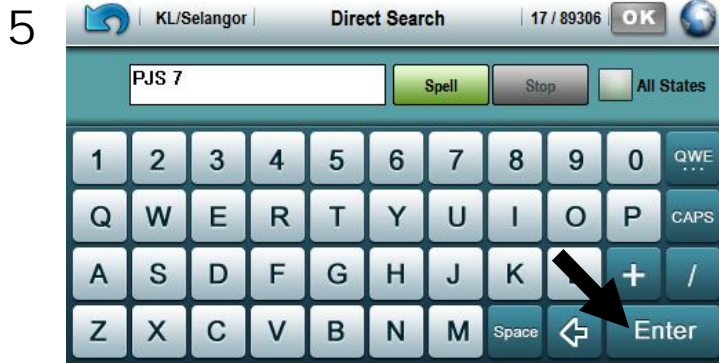 5
KL/Selangor Direct Search 17 / 89306 OK
PJS 7 Spell Stop All States
1 2 3 4 5 6 7 8 9 0 QWE ...
Q W E R T Y U I O P CAPS
A S D F G H J K + /
Z X C V B N M Space Enter